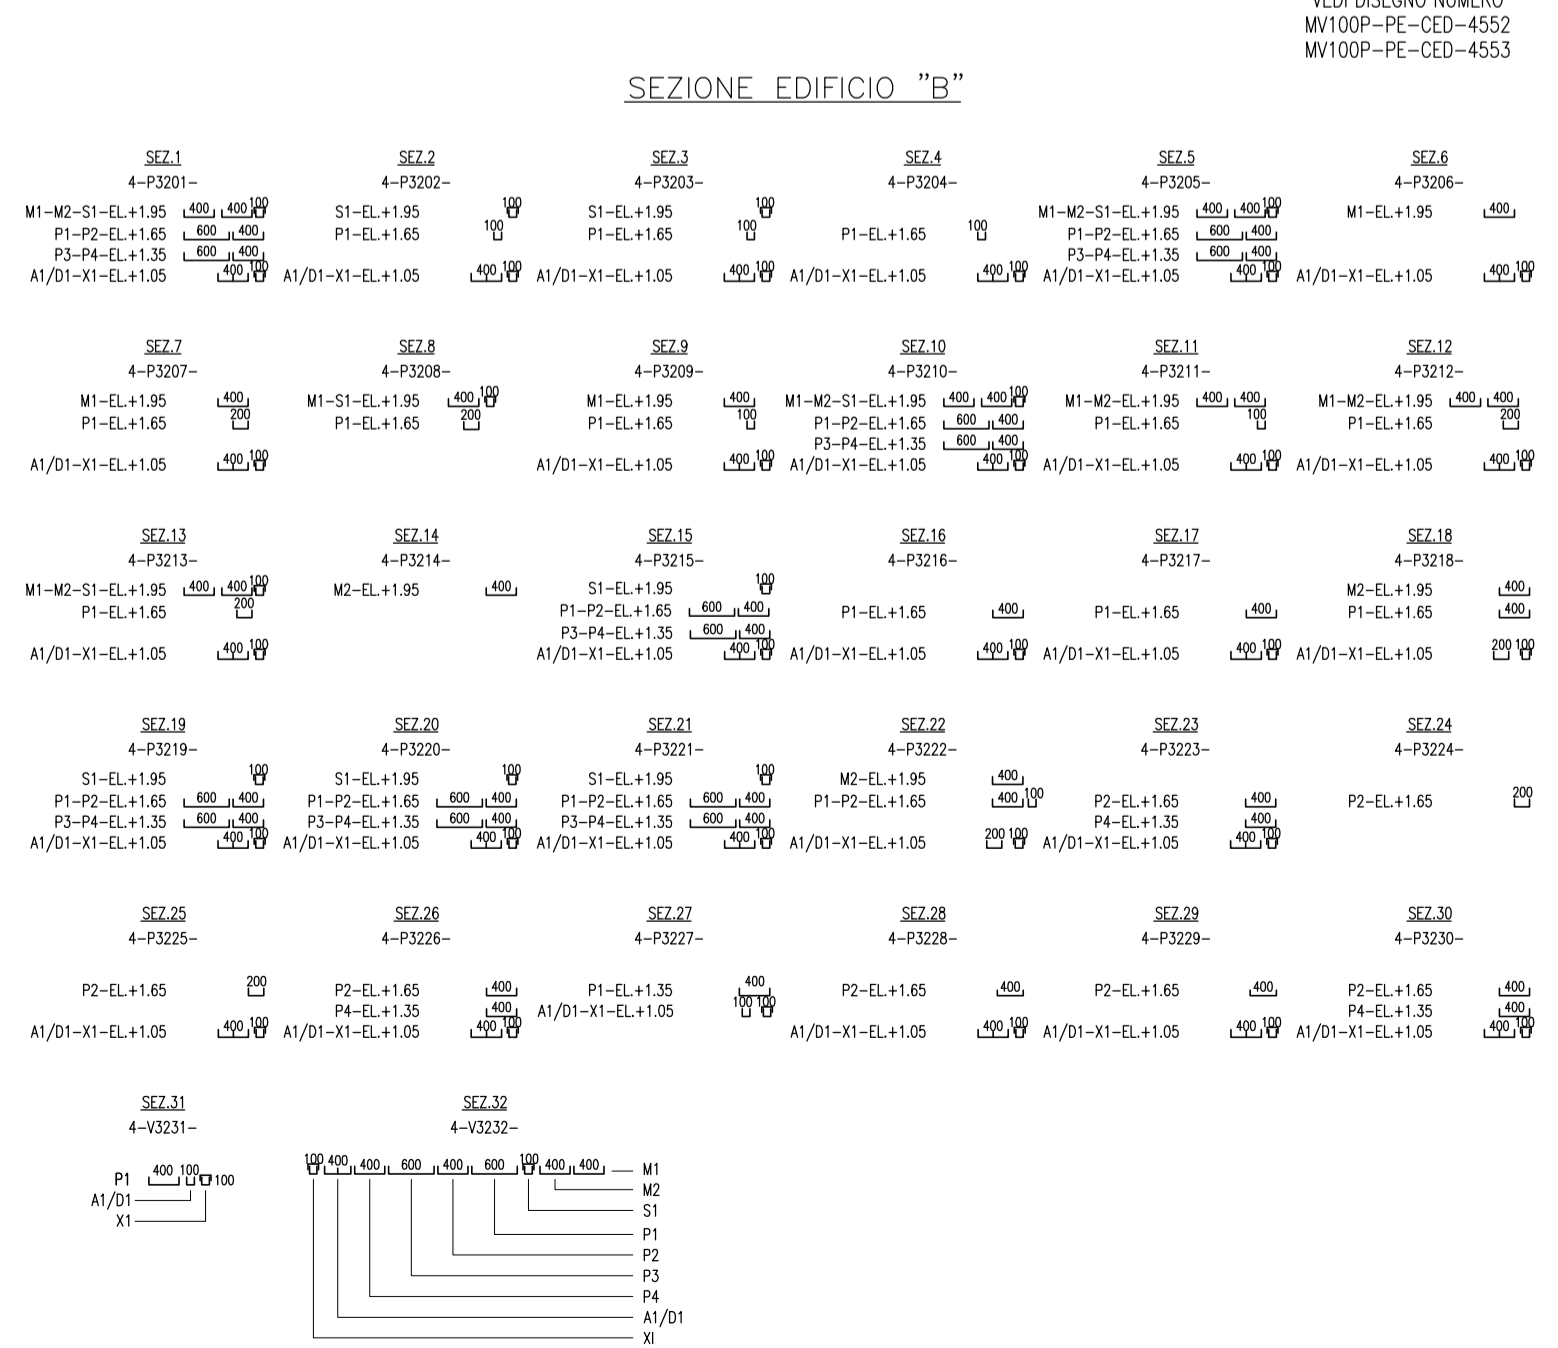 VEDI DISEGNO NUMERO
MV100P-PE-CED-4552
MV100P-PE-CED-4553
SEZIONE EDIFICIO "B"
SEZ.1
4-P3201-
M1-M2-S1-EL.+1.95 400 400 100
P1-P2-EL.+1.65 600 400
P3-P4-EL.+1.35 600 400
A1/D1-X1-EL.+1.05 400 100
SEZ.2
4-P3202-
S1-EL.+1.95 100
P1-EL.+1.65 100
A1/D1-X1-EL.+1.05 400 100
SEZ.3
4-P3203-
S1-EL.+1.95 100
P1-EL.+1.65 100
A1/D1-X1-EL.+1.05 400 100
SEZ.4
4-P3204-
P1-EL.+1.65 100
A1/D1-X1-EL.+1.05 400 100
SEZ.5
4-P3205-
M1-M2-S1-EL.+1.95 400 400 100
P1-P2-EL.+1.65 600 400
P3-P4-EL.+1.35 600 400
A1/D1-X1-EL.+1.05 400 100
SEZ.6
4-P3206-
M1-EL.+1.95 400
A1/D1-X1-EL.+1.05 400 100
SEZ.7
4-P3207-
M1-EL.+1.95 400
P1-EL.+1.65 200
A1/D1-X1-EL.+1.05 400 100
SEZ.8
4-P3208-
M1-S1-EL.+1.95 400 100
P1-EL.+1.65 200
SEZ.9
4-P3209-
M1-EL.+1.95 400
P1-EL.+1.65 100
A1/D1-X1-EL.+1.05 400 100
SEZ.10
4-P3210-
M1-M2-S1-EL.+1.95 400 400 100
P1-P2-EL.+1.65 600 400
P3-P4-EL.+1.35 600 400
A1/D1-X1-EL.+1.05 400 100
SEZ.11
4-P3211-
M1-M2-EL.+1.95 400 400
P1-EL.+1.65 100
A1/D1-X1-EL.+1.05 400 100
SEZ.12
4-P3212-
M1-M2-EL.+1.95 400 400
P1-EL.+1.65 200
A1/D1-X1-EL.+1.05 400 100
SEZ.13
4-P3213-
M1-M2-S1-EL.+1.95 400 400 100
P1-EL.+1.65 200
A1/D1-X1-EL.+1.05 400 100
SEZ.14
4-P3214-
M2-EL.+1.95 400
SEZ.15
4-P3215-
S1-EL.+1.95 100
P1-P2-EL.+1.65 600 400
P3-P4-EL.+1.35 600 400
A1/D1-X1-EL.+1.05 400 100
SEZ.16
4-P3216-
P1-EL.+1.65 400
A1/D1-X1-EL.+1.05 400 100
SEZ.17
4-P3217-
P1-EL.+1.65 400
A1/D1-X1-EL.+1.05 400 100
SEZ.18
4-P3218-
M2-EL.+1.95 400
P1-EL.+1.65 400
A1/D1-X1-EL.+1.05 200 100
SEZ.19
4-P3219-
S1-EL.+1.95 100
P1-P2-EL.+1.65 600 400
P3-P4-EL.+1.35 600 400
A1/D1-X1-EL.+1.05 400 100
SEZ.20
4-P3220-
S1-EL.+1.95 100
P1-P2-EL.+1.65 600 400
P3-P4-EL.+1.35 600 400
A1/D1-X1-EL.+1.05 400 100
SEZ.21
4-P3221-
S1-EL.+1.95 100
P1-P2-EL.+1.65 600 400
P3-P4-EL.+1.35 600 400
A1/D1-X1-EL.+1.05 400 100
SEZ.22
4-P3222-
M2-EL.+1.95 400
P1-P2-EL.+1.65 400 100
A1/D1-X1-EL.+1.05 200 100
SEZ.23
4-P3223-
P2-EL.+1.65 400
P4-EL.+1.35 400
A1/D1-X1-EL.+1.05 400 100
SEZ.24
4-P3224-
P2-EL.+1.65 200
SEZ.25
4-P3225-
P2-EL.+1.65 200
A1/D1-X1-EL.+1.05 400 100
SEZ.26
4-P3226-
P2-EL.+1.65 400
P4-EL.+1.35 400
A1/D1-X1-EL.+1.05 400 100
SEZ.27
4-P3227-
P1-EL.+1.35 400
A1/D1-X1-EL.+1.05 100 100
SEZ.28
4-P3228-
P2-EL.+1.65 400
A1/D1-X1-EL.+1.05 400 100
SEZ.29
4-P3229-
P2-EL.+1.65 400
A1/D1-X1-EL.+1.05 400 100
SEZ.30
4-P3230-
P2-EL.+1.65 400
P4-EL.+1.35 400
A1/D1-X1-EL.+1.05 400 100
SEZ.31
4-V3231-
P1 400 100 100
A1/D1
X1
SEZ.32
4-V3232-
100 400 400 600 400 600 100 400 400 M1
M2
S1
P1
P2
P3
P4
A1/D1
XI